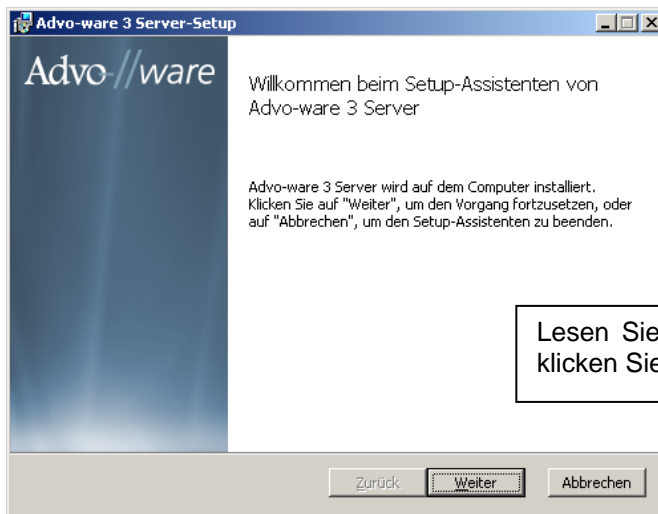 Advo-ware 3 Server-Setup
Advo//ware
Willkommen beim Setup-Assistenten von
Advo-ware 3 Server
Advo-ware 3 Server wird auf dem Computer installiert.
Klicken Sie auf "Weiter", um den Vorgang fortzusetzen, oder
auf "Abbrechen", um den Setup-Assistenten zu beenden.
Lesen Sie
klicken Sie
Zurück
Weiter
Abbrechen